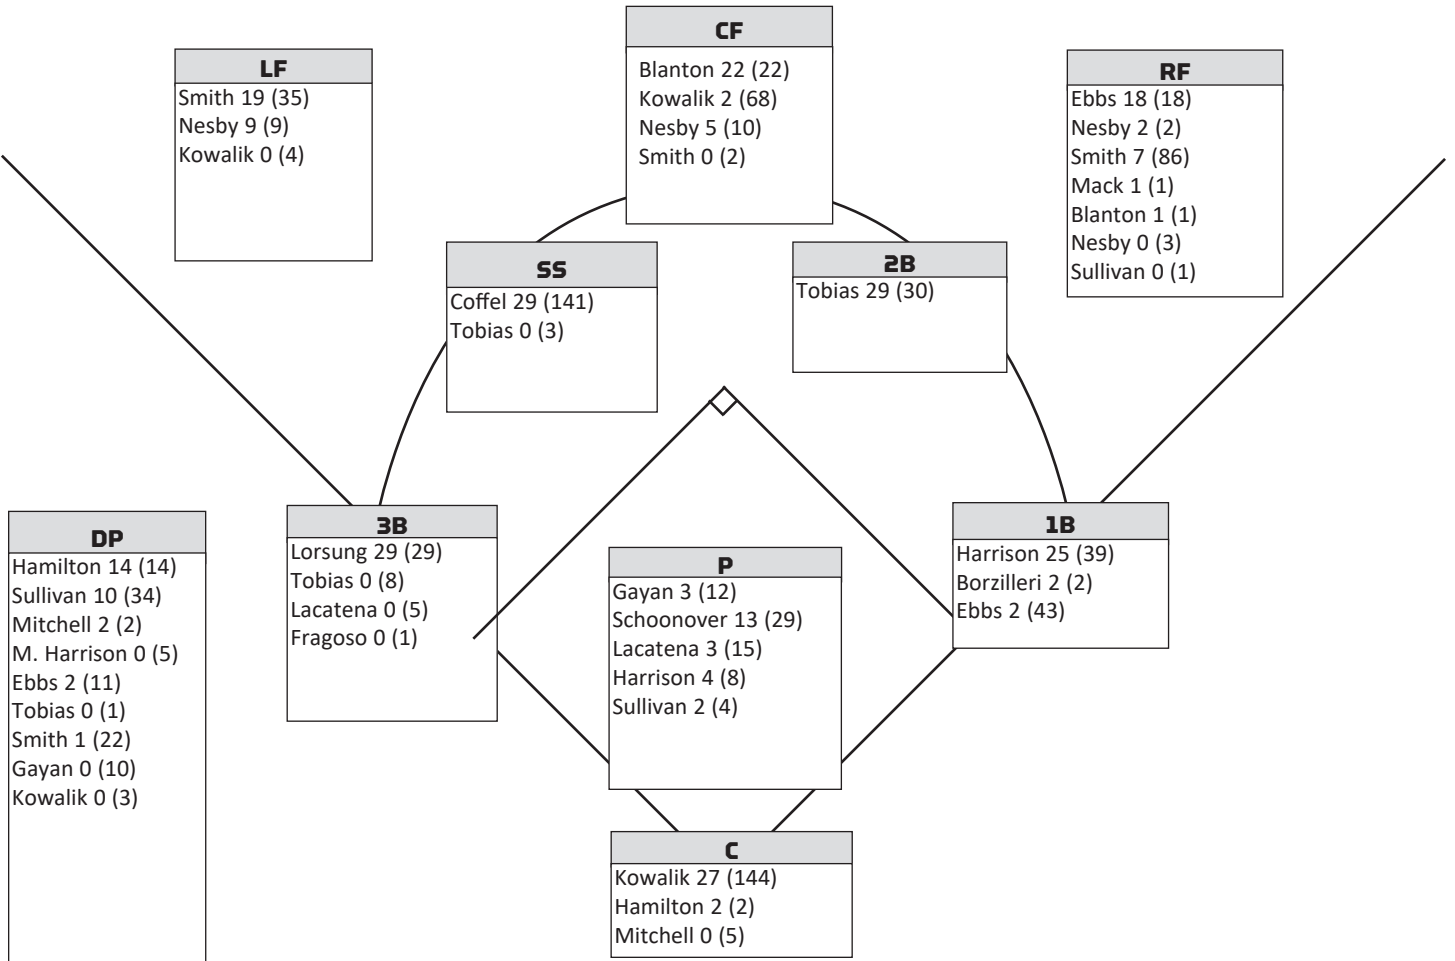 CF
Blanton 22 (22)
Kowalik 2 (68)
Nesby 5 (10)
Smith 0 (2)
LF
Smith 19 (35)
Nesby 9 (9)
Kowalik 0 (4)
RF
Ebbs 18 (18)
Nesby 2 (2)
Smith 7 (86)
Mack 1 (1)
Blanton 1 (1)
Nesby 0 (3)
Sullivan 0 (1)
SS
Coffel 29 (141)
Tobias 0 (3)
2B
Tobias 29 (30)
DP
Hamilton 14 (14)
Sullivan 10 (34)
Mitchell 2 (2)
M. Harrison 0 (5)
Ebbs 2 (11)
Tobias 0 (1)
Smith 1 (22)
Gayan 0 (10)
Kowalik 0 (3)
3B
Lorsung 29 (29)
Tobias 0 (8)
Lacatena 0 (5)
Fragoso 0 (1)
P
Gayan 3 (12)
Schoonover 13 (29)
Lacatena 3 (15)
Harrison 4 (8)
Sullivan 2 (4)
1B
Harrison 25 (39)
Borzilleri 2 (2)
Ebbs 2 (43)
C
Kowalik 27 (144)
Hamilton 2 (2)
Mitchell 0 (5)